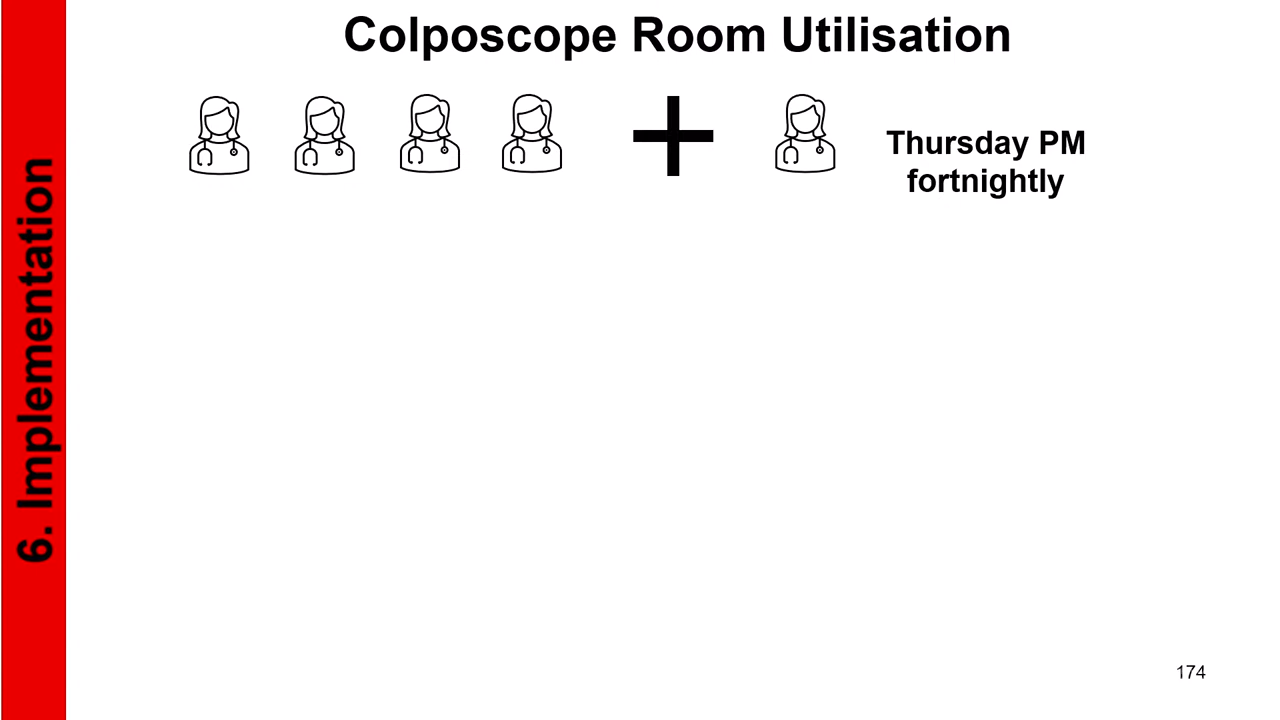 Colposcope Room Utilisation
Thursday PM
fortnightly
6. Implementation
174